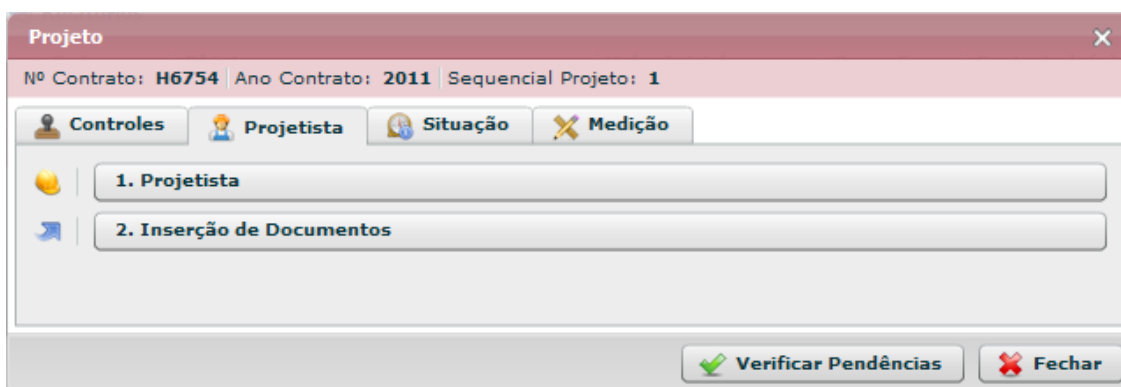 Projeto
Nº Contrato: H6754 Ano Contrato: 2011 Sequencial Projeto: 1
Controles Projetista Situação Medição
1. Projetista
2. Inserção de Documentos
Verificar Pendências Fechar